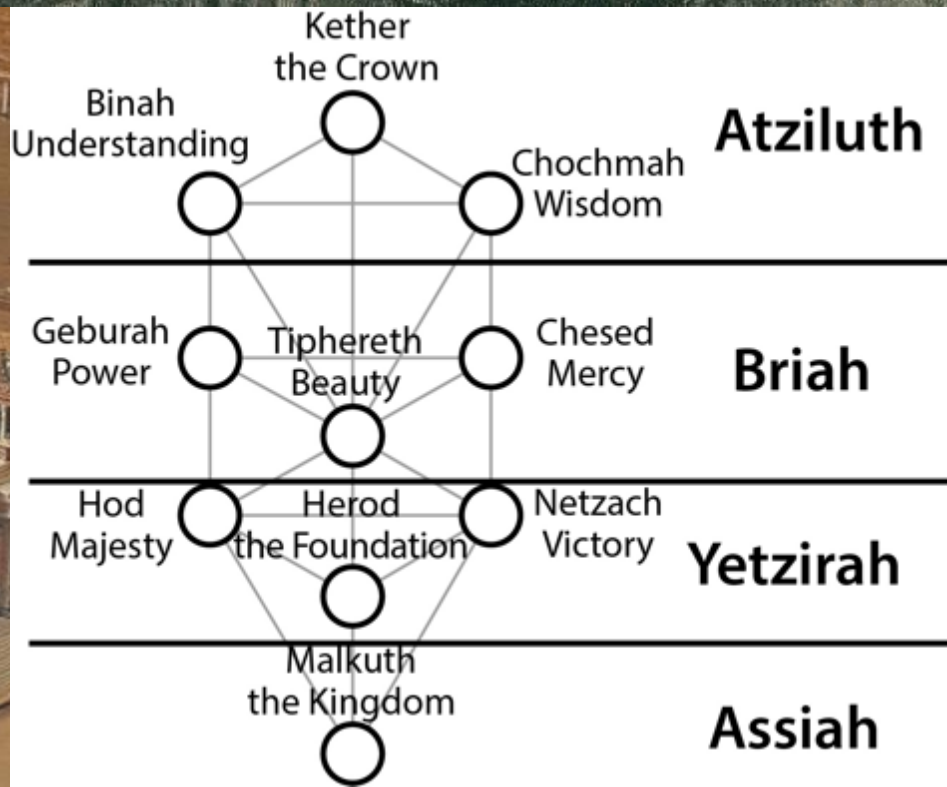 Kether
the Crown
Binah
Understanding
Atziluth
Chochmah
Wisdom
Geburah
Power
Tiphereth
Beauty
Chesed
Mercy
Briah
Hod
Majesty
Herod
the Foundation
Netzach
Victory
Yetzirah
Malkuth
the Kingdom
Assiah